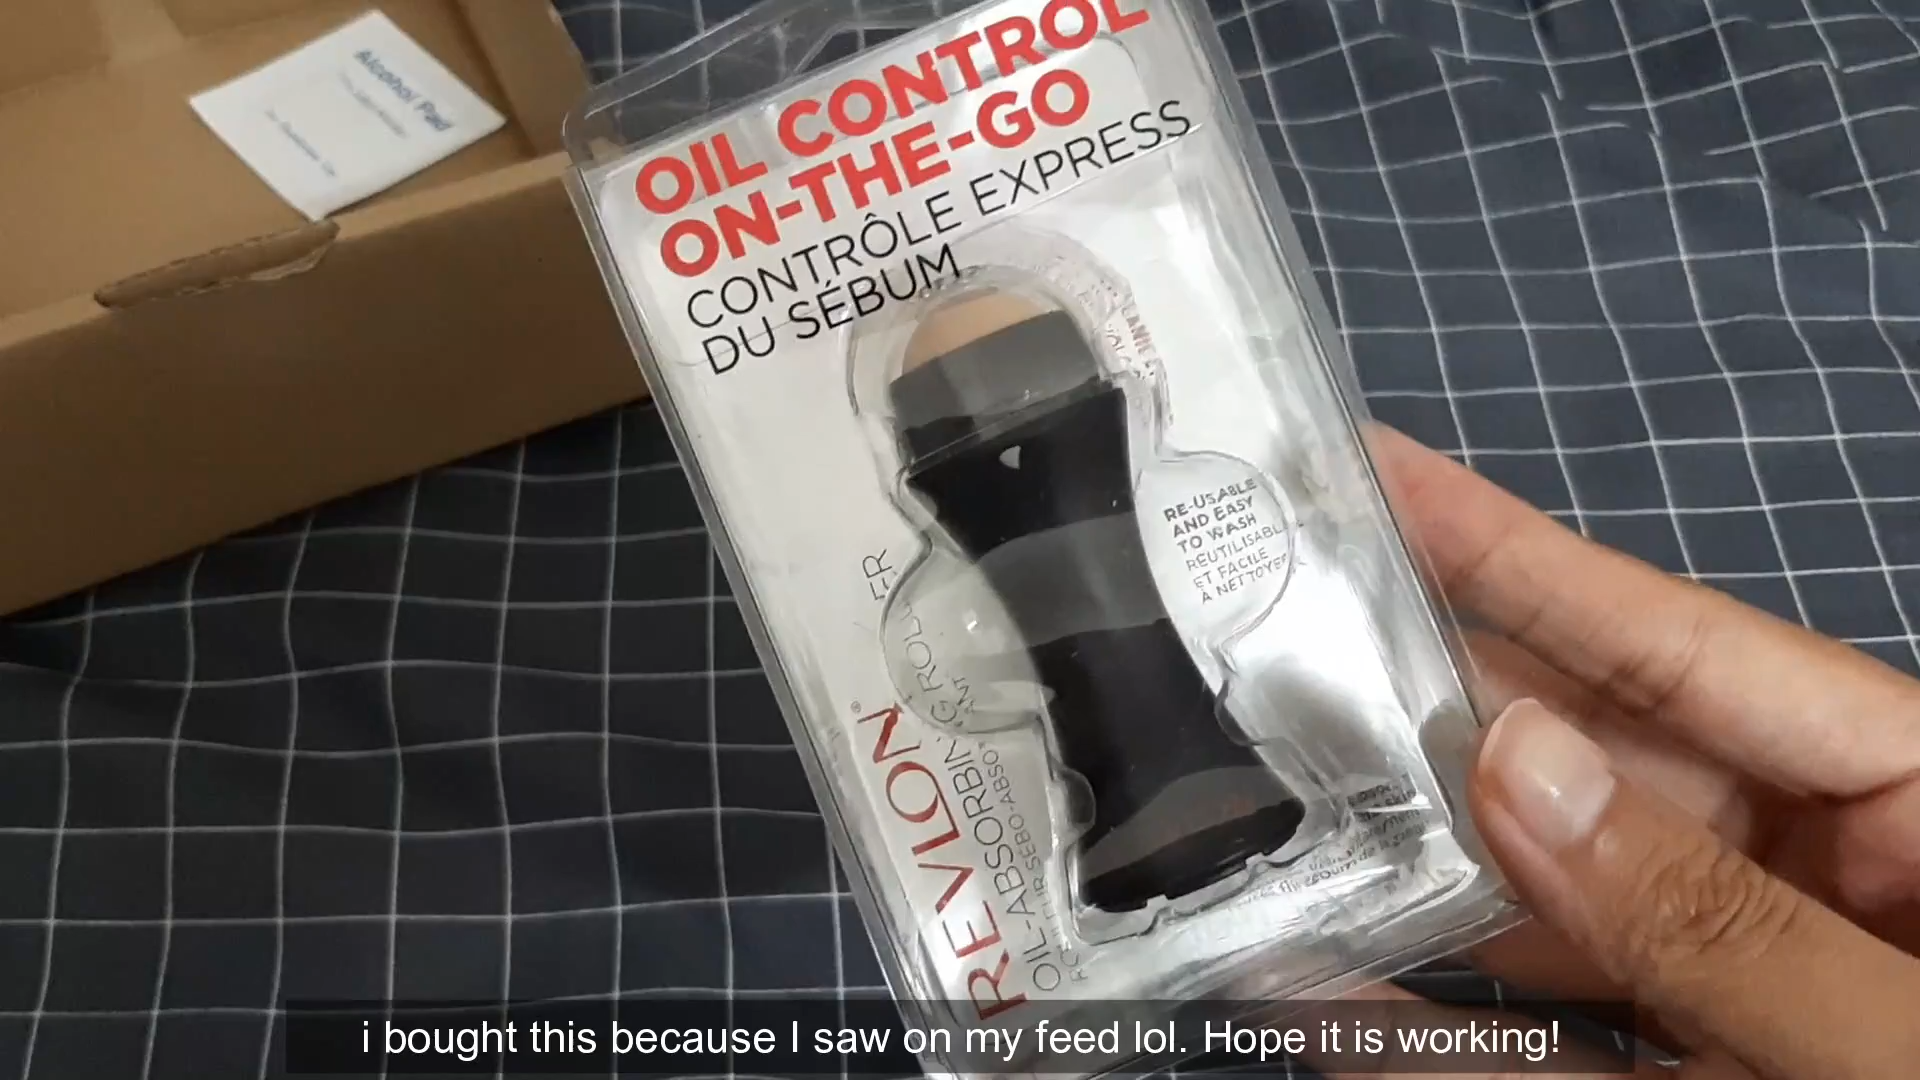 Alcohol Pad
OIL CONTROL
ON-THE-GO
CONTRÔLE EXPRESS
DU SÉBUM
RE-USABLE
AND EASY
TO WASH
RÉUTILISABLE
ET FACILE
À NETTOYER
REVLON®
OIL-ABSORBING ROLLER
i bought this because I saw on my feed lol. Hope it is working!